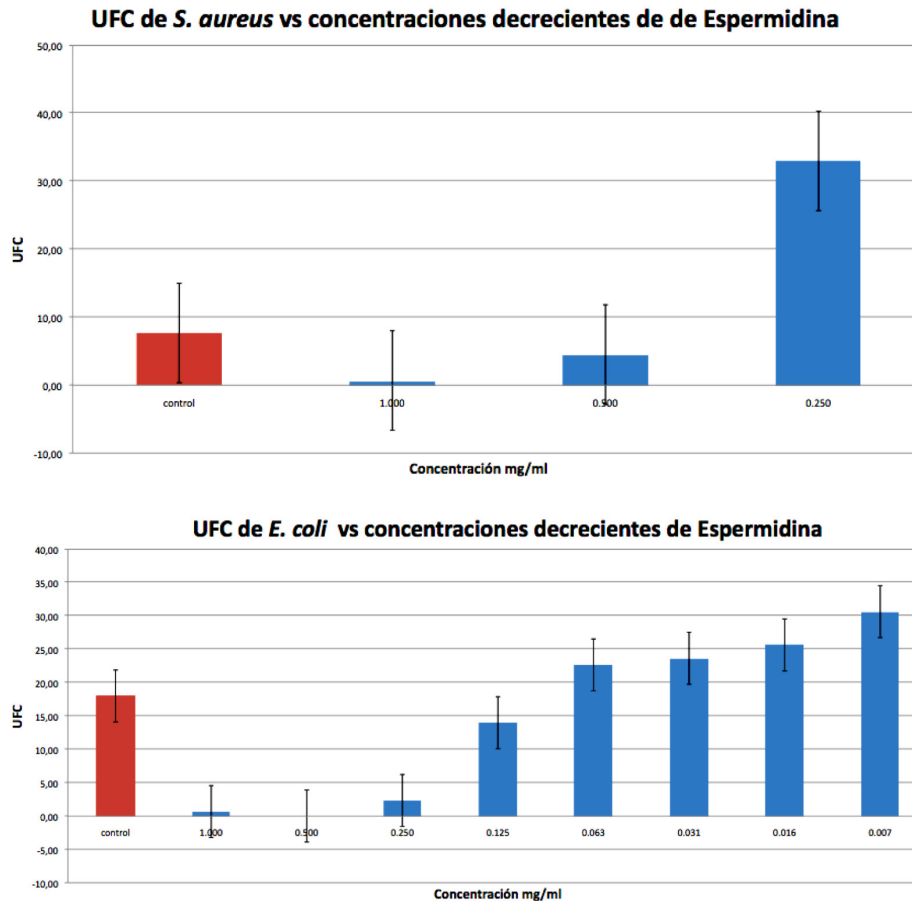 UFC de S. aureus vs concentraciones decrecientes de de Espermidina
50,00
40,00
30,00
20,00
10,00
0,00
-10,00
UFC
control 1.000 0.500 0.250
Concentración mg/ml
UFC de E. coli vs concentraciones decrecientes de Espermidina
40,00
35,00
30,00
25,00
20,00
15,00
10,00
5,00
0,00
-5,00
-10,00
UFC
control 1.000 0.500 0.250 0.125 0.063 0.031 0.016 0.007
Concentración mg/ml